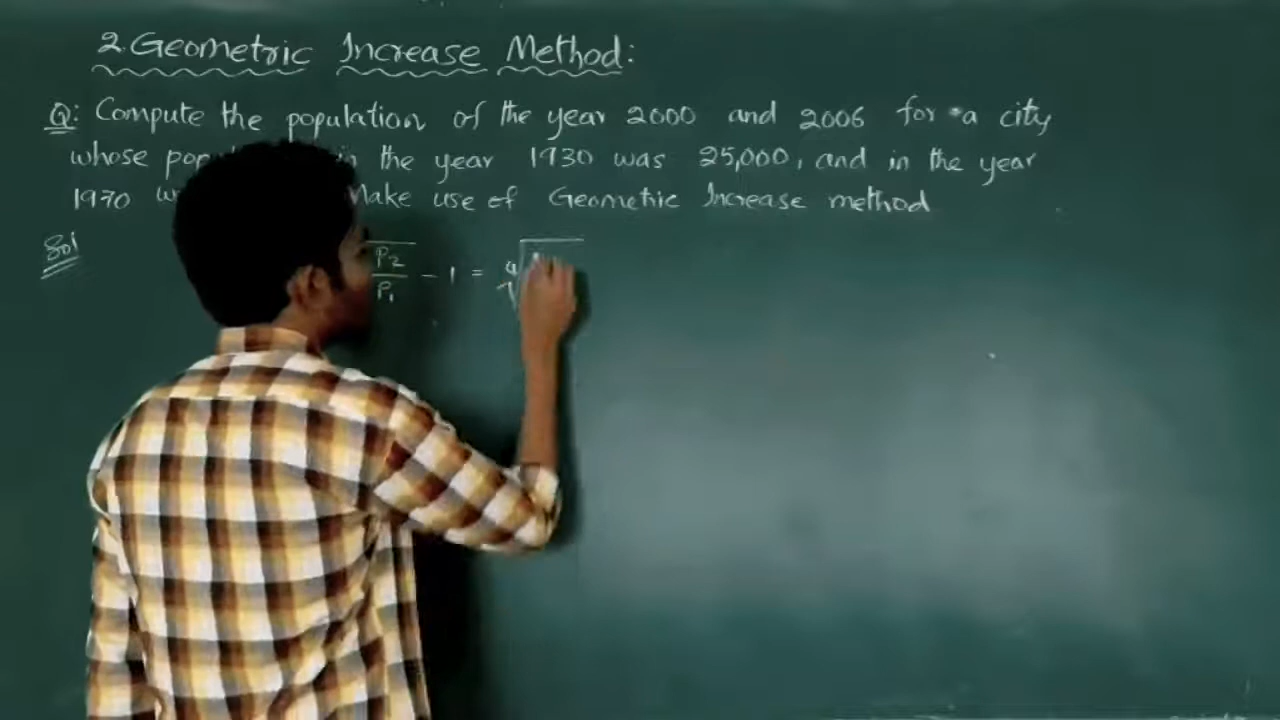 2. Geometric Increase Method:
Q: Compute the population of the year 2000 and 2006 for a city
whose in the year 1930 was 25,000, and in the year
1970 Make use of Geometric Increase method
Sol P2/P1 - 1 = 4√